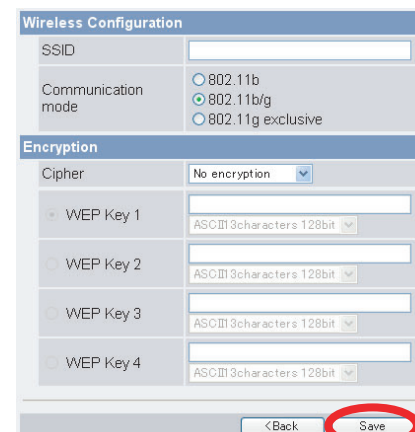 Wireless Configuration
SSID
Communication mode
802.11b
802.11b/g
802.11g exclusive
Encryption
Cipher
No encryption
WEP Key 1
ASCII13characters 128bit
WEP Key 2
ASCII13characters 128bit
WEP Key 3
ASCII13characters 128bit
WEP Key 4
ASCII13characters 128bit
<Back
Save